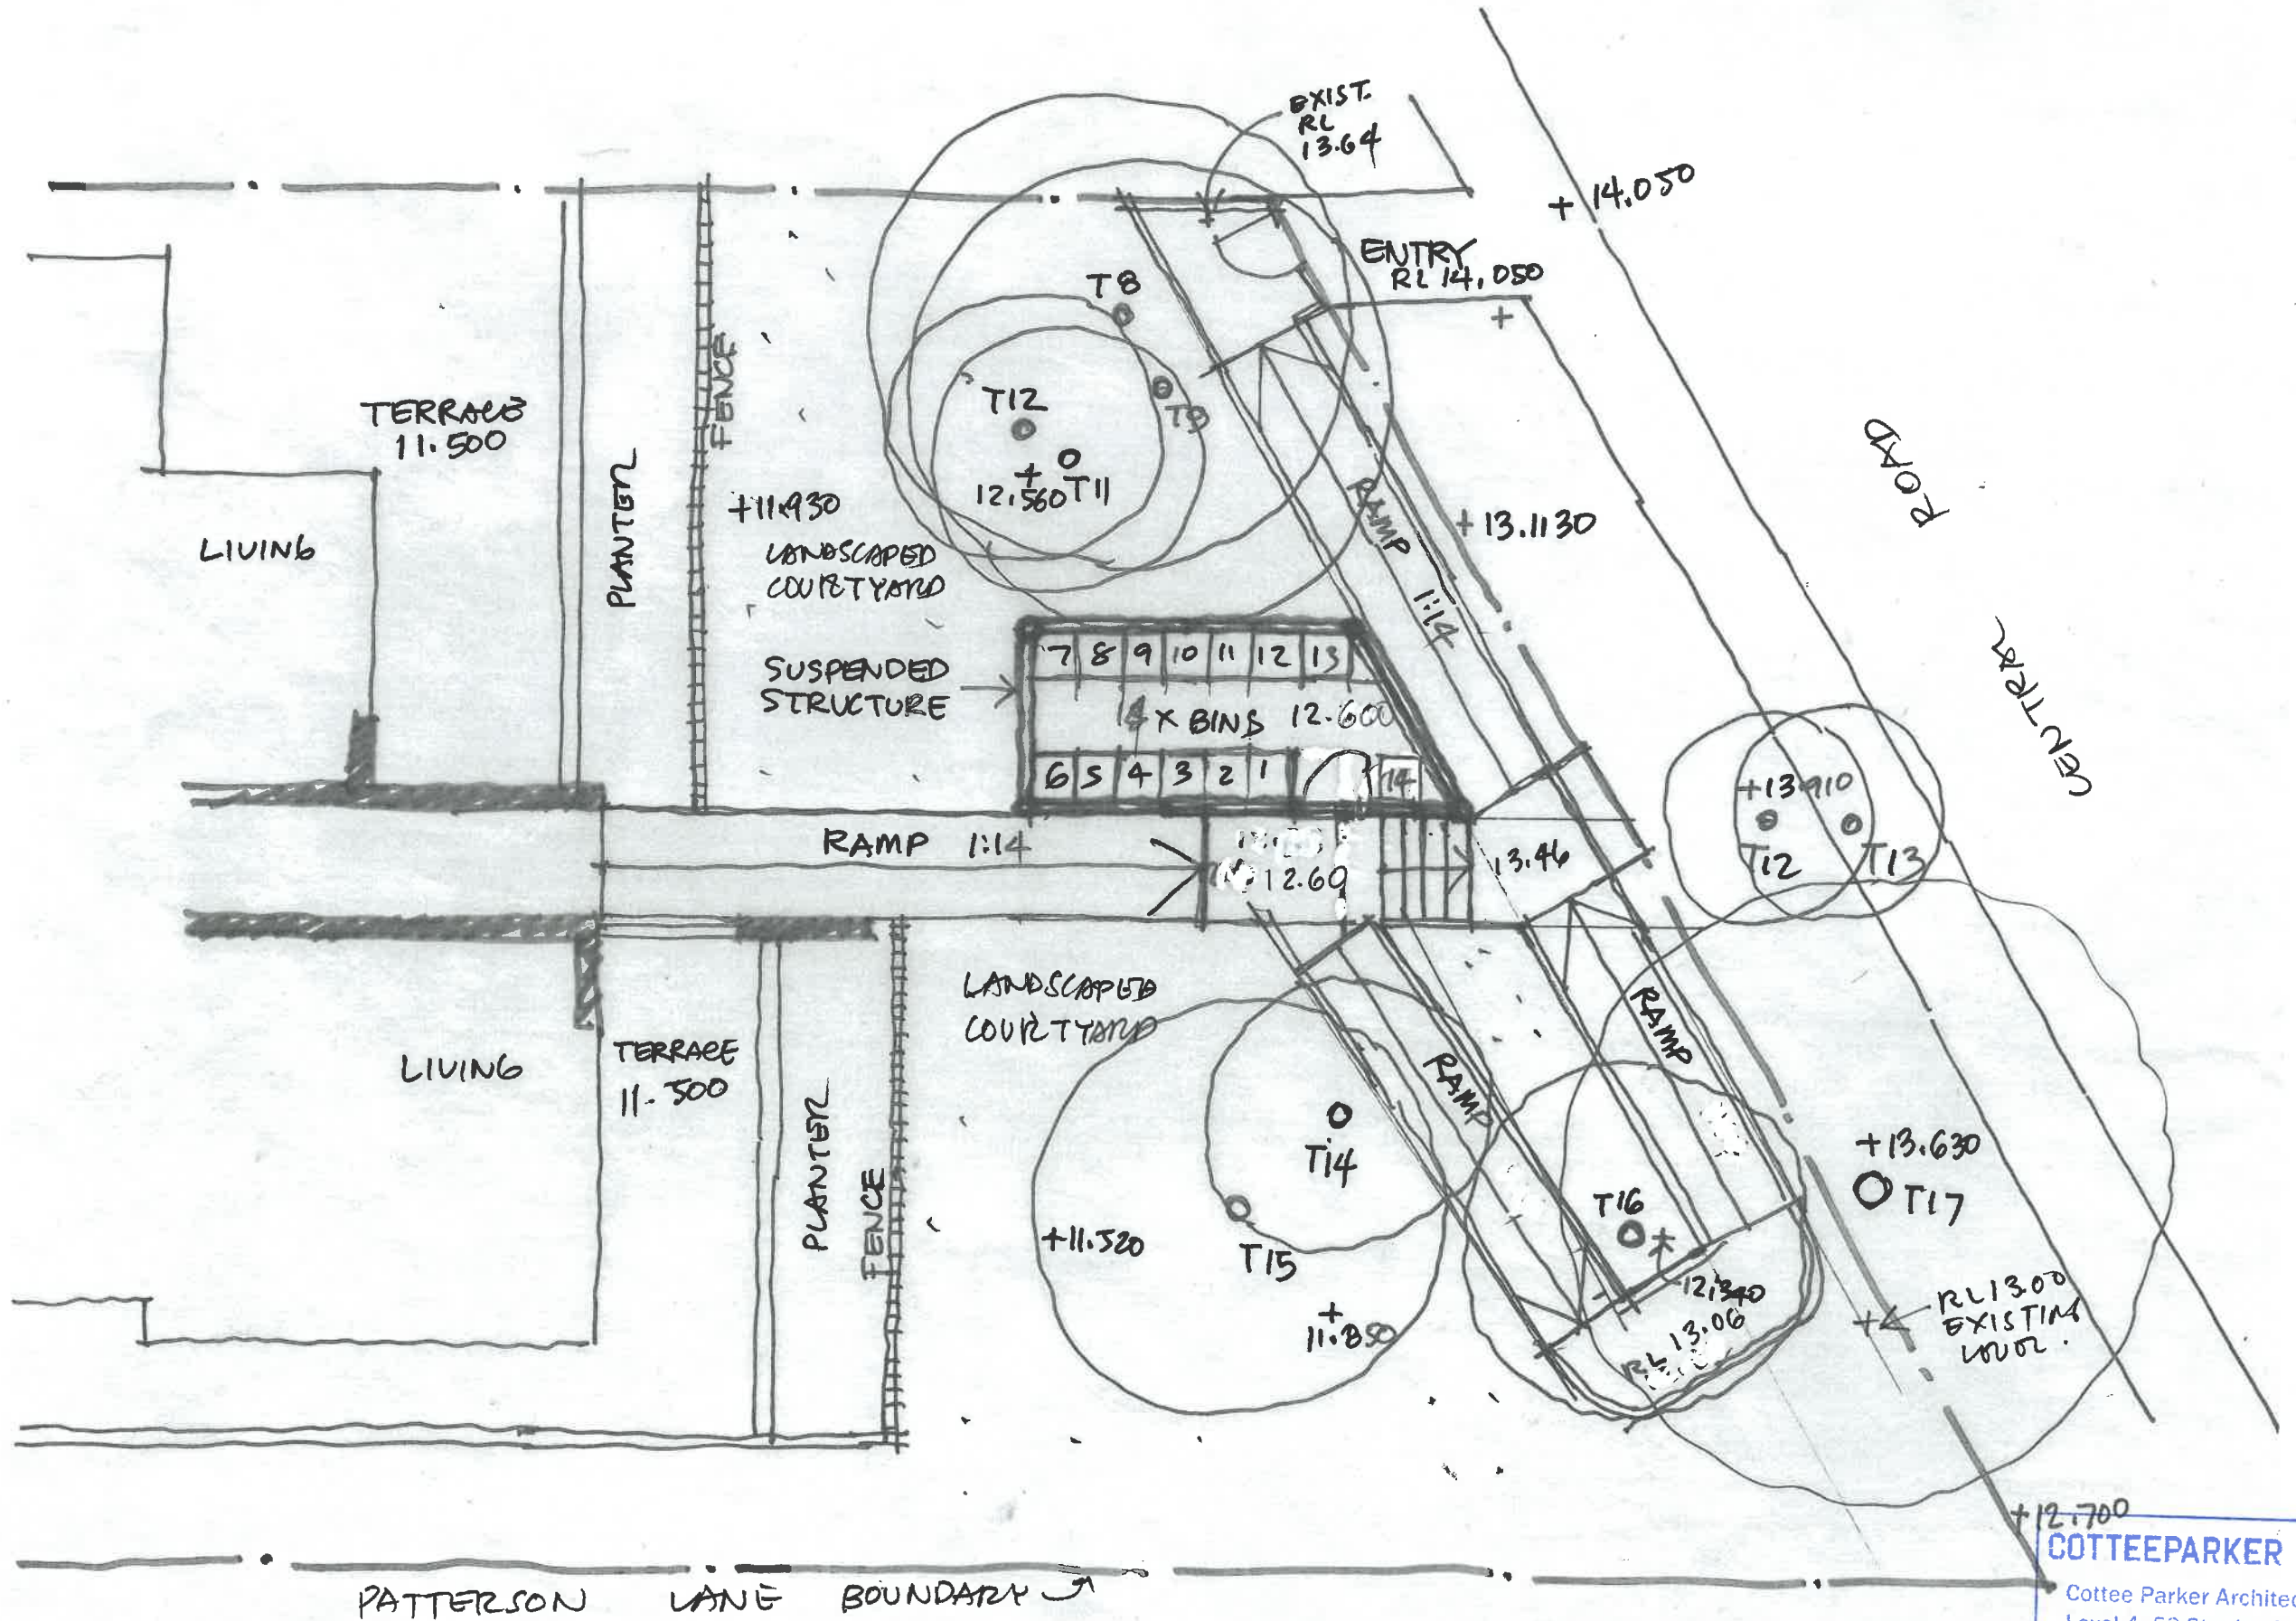 EXIST.
RL
13.64
+ 14.050
ENTRY
RL 14.050
+
T8
T9
T12
T11
+
12.560
TERRACE
11.500
FENCE
PLANTER
LIVING
+11.930
LANDSCAPED
COURTYARD
RAMP 1:14
+ 13.1130
ROAD
CENTRAL
SUSPENDED
STRUCTURE
7 8 9 10 11 12 13
14 X BINS 12.600
6 5 4 3 2 1 14
RAMP 1:14
12.60
13.46
+13.910
T12
T13
LANDSCAPED
COURTYARD
LIVING
TERRACE
11.500
PLANTER
FENCE
RAMP
RAMP
T14
T15
+11.520
+
11.850
T16
12.340
RL 13.06
+13.630
T17
RL 13.00
EXISTING
LEVEL.
+12.700
PATTERSON LANE BOUNDARY
COTTEEPARKER
Cottee Parker Architec